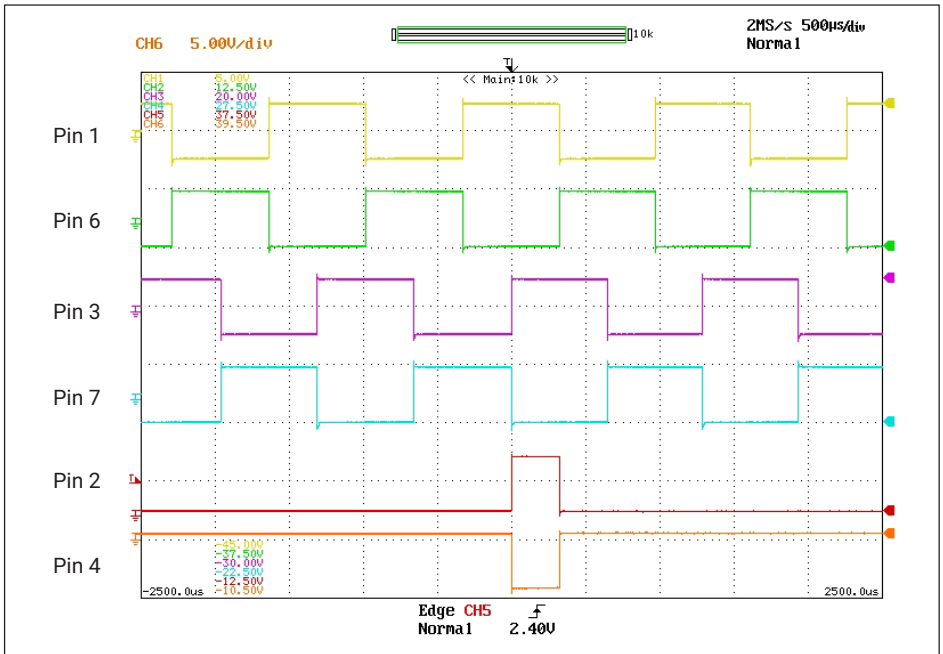 CH6 5.00V/div
10k
2MS/s 500µs/div
Normal
T
<< Main:10k >>
CH1 5.00V
CH2 12.50V
CH3 20.00V
CH4 27.50V
CH5 37.50V
CH6 39.50V
Pin 1
Pin 6
Pin 3
Pin 7
Pin 2
Pin 4
-45.00V
-37.50V
-30.00V
-22.50V
-12.50V
-10.50V
-2500.0us
2500.0us
Edge CH5
Normal 2.40V